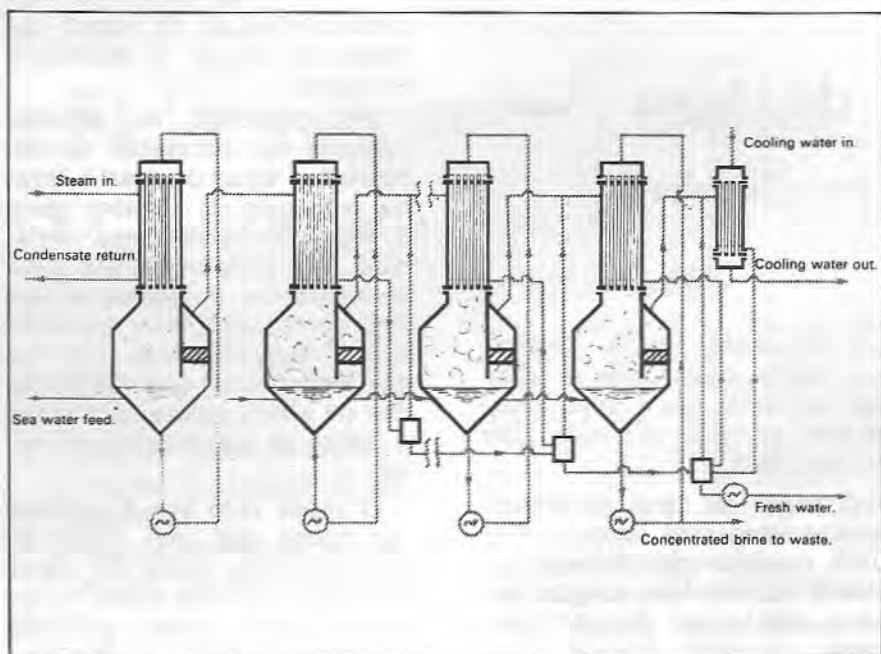 Cooling water in.
Steam in.
Condensate return.
Cooling water out.
Sea water feed.
Fresh water.
Concentrated brine to waste.